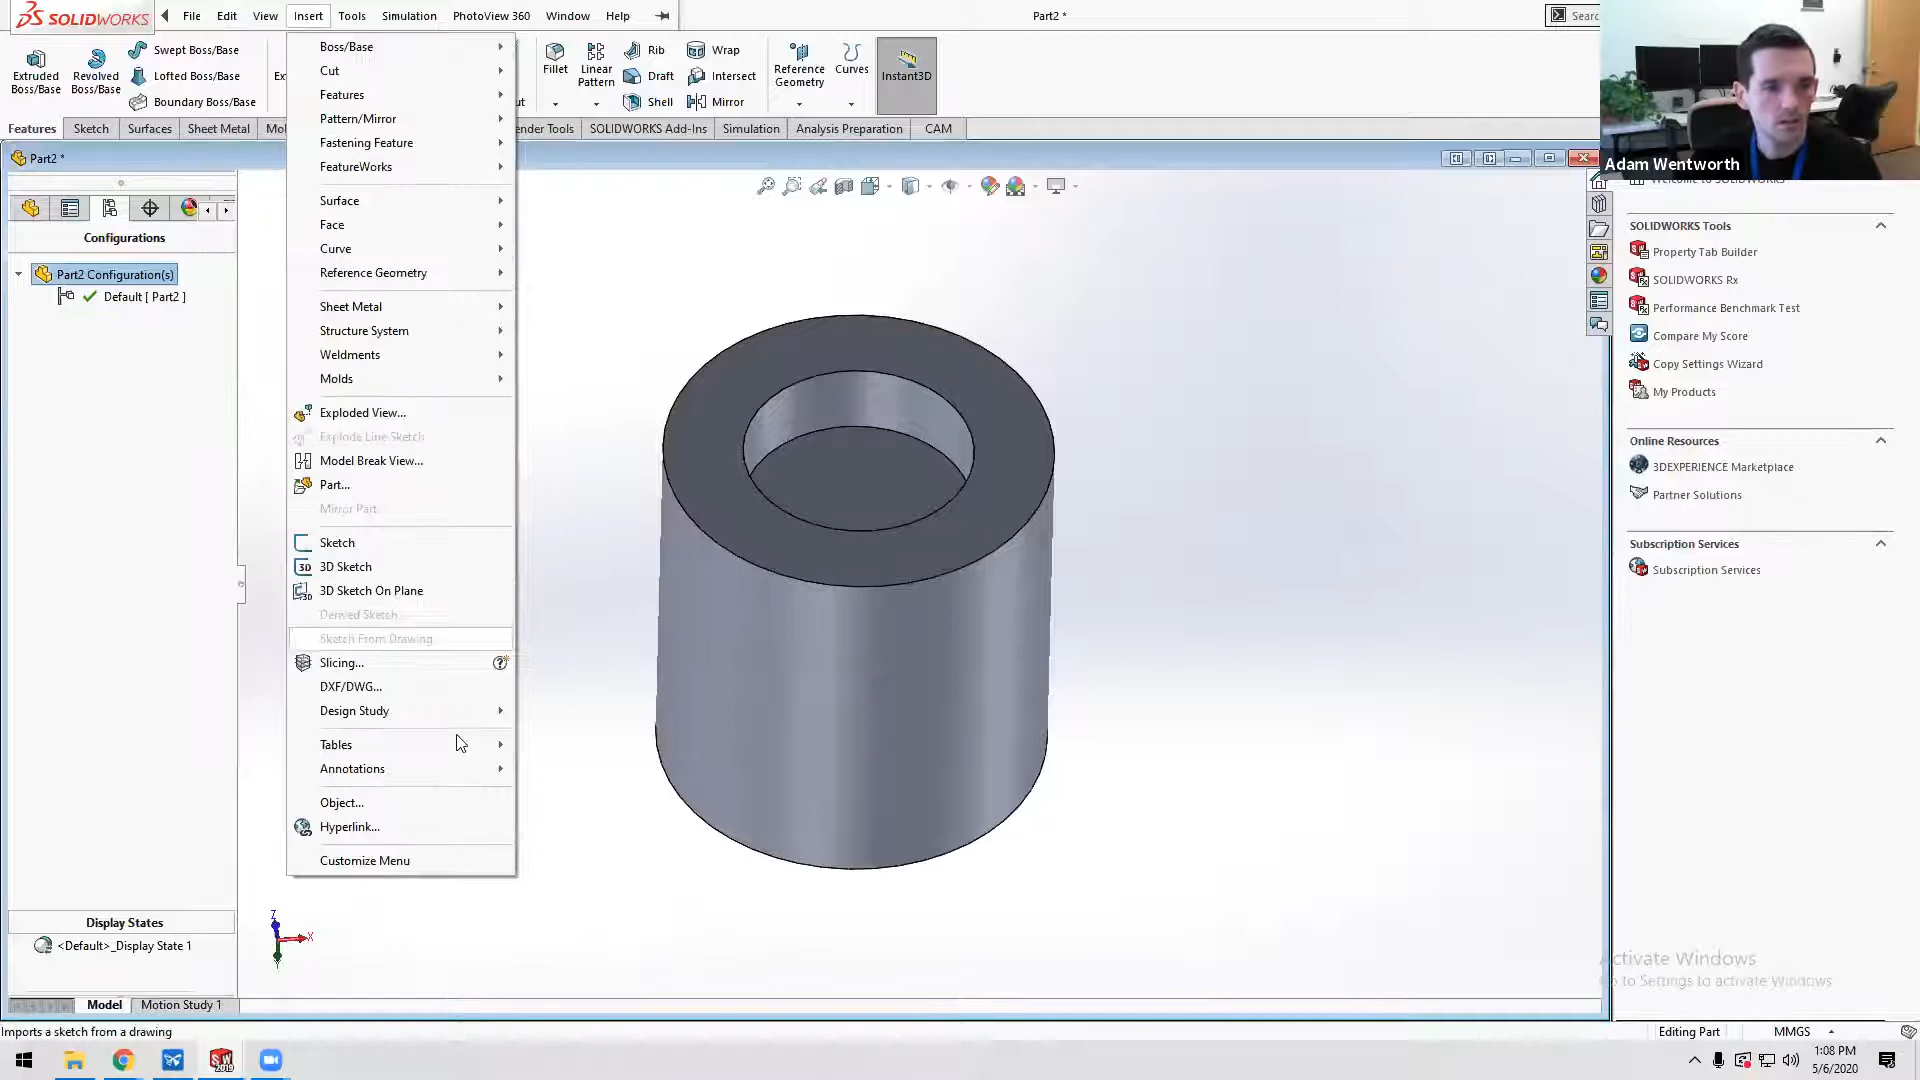 SOLIDWORKS
File
Edit
View
Insert
Tools
Simulation
PhotoView 360
Window
Help
Part2 *
Searc
Extruded
Boss/Base
Revolved
Boss/Base
Swept Boss/Base
Lofted Boss/Base
Boundary Boss/Base
Fillet
Linear
Pattern
Rib
Draft
Shell
Wrap
Intersect
Mirror
Reference
Geometry
Curves
Instant3D
Features
Sketch
Surfaces
Sheet Metal
Mol
ender Tools
SOLIDWORKS Add-Ins
Simulation
Analysis Preparation
CAM
Part2 *
Configurations
Part2 Configuration(s)
Default [ Part2 ]
Boss/Base
Cut
Features
Pattern/Mirror
Fastening Feature
FeatureWorks
Surface
Face
Curve
Reference Geometry
Sheet Metal
Structure System
Weldments
Molds
Exploded View...
Explode Line Sketch
Model Break View...
Part...
Mirror Part
Sketch
3D Sketch
3D Sketch On Plane
Derived Sketch
Sketch From Drawing
Slicing...
DXF/DWG...
Design Study
Tables
Annotations
Object...
Hyperlink...
Customize Menu
Adam Wentworth
Welcome to SOLIDWORKS
SOLIDWORKS Tools
Property Tab Builder
SOLIDWORKS Rx
Performance Benchmark Test
Compare My Score
Copy Settings Wizard
My Products
Online Resources
3DEXPERIENCE Marketplace
Partner Solutions
Subscription Services
Subscription Services
Display States
<Default>_Display State 1
Z
X
Y
Activate Windows
Go to Settings to activate Windows
Model
Motion Study 1
Imports a sketch from a drawing
Editing Part
MMGS
1:08 PM
5/6/2020